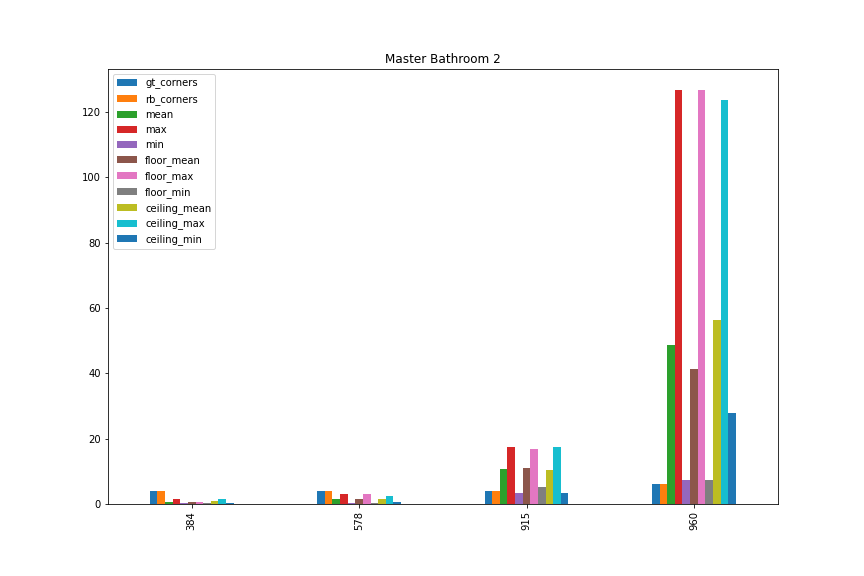 Master Bathroom 2
gt_corners
rb_corners
mean
max
min
floor_mean
floor_max
floor_min
ceiling_mean
ceiling_max
ceiling_min
120
100
80
60
40
20
0
384
578
915
960